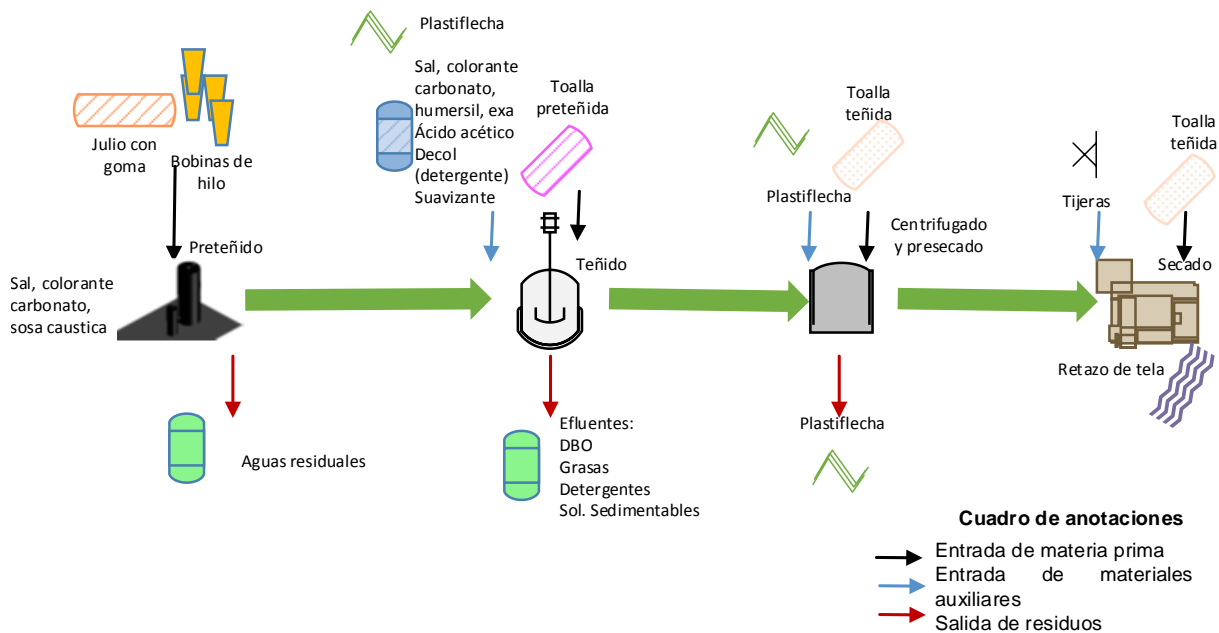 Plastiflecha
Julio con
goma
Bobinas de
hilo
Sal, colorante
carbonato,
humersil, exa
Ácido acético
Decol
(detergente)
Suavizante
Toalla
preteñida
Toalla
teñida
Plastiflecha
Centrifugado
y presecado
Tijeras
Toalla
teñida
Preteñido
Sal, colorante
carbonato,
sosa caustica
Teñido
Secado
Retazo de tela
Aguas residuales
Efluentes:
DBO
Grasas
Detergentes
Sol. Sedimentables
Plastiflecha
Cuadro de anotaciones
Entrada de materia prima
Entrada de materiales
auxiliares
Salida de residuos